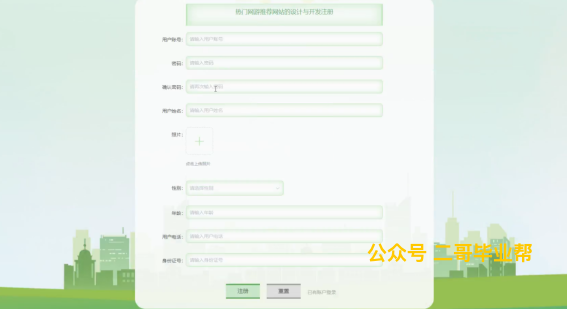 热门网游推荐网站的设计与开发注册
用户账号:
请输入用户账号
密码:
请输入密码
确认密码:
请再次输入密码
用户姓名:
请输入用户姓名
照片:
点击上传照片
性别:
请选择性别
年龄:
请输入年龄
用户电话:
请输入用户电话
身份证号:
请输入身份证号
公众号 二哥毕业帮
注册
重置
已有账户登录